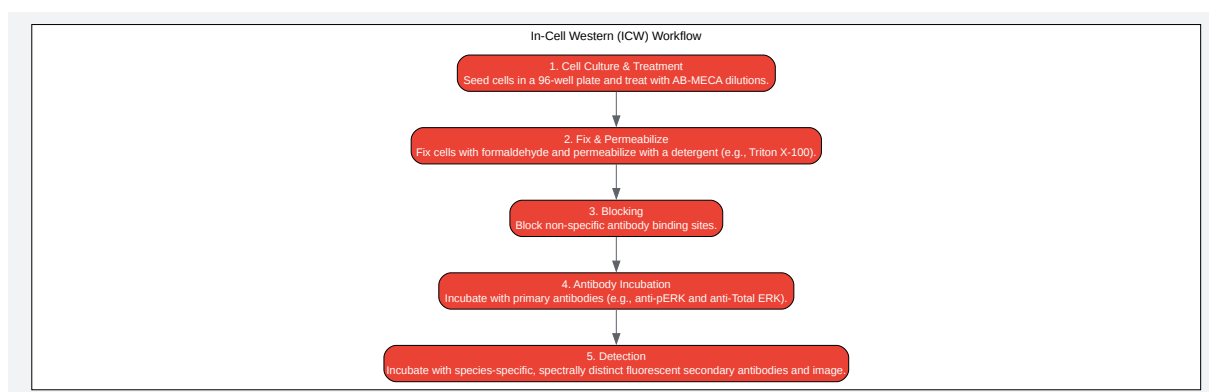 In-Cell Western (ICW) Workflow
1. Cell Culture & Treatment
Seed cells in a 96-well plate and treat with AB-MECA dilutions.
2. Fix & Permeabilize
Fix cells with formaldehyde and permeabilize with a detergent (e.g., Triton X-100).
3. Blocking
Block non-specific antibody binding sites.
4. Antibody Incubation
Incubate with primary antibodies (e.g., anti-pERK and anti-Total ERK).
5. Detection
Incubate with species-specific, spectrally distinct fluorescent secondary antibodies and image.